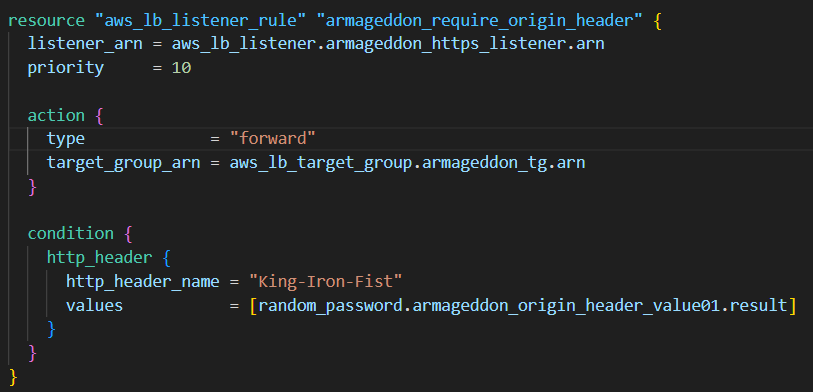 resource "aws_lb_listener_rule" "armageddon_require_origin_header" {
  listener_arn = aws_lb_listener.armageddon_https_listener.arn
  priority     = 10

  action {
    type             = "forward"
    target_group_arn = aws_lb_target_group.armageddon_tg.arn
  }

  condition {
    http_header {
      http_header_name = "King-Iron-Fist"
      values           = [random_password.armageddon_origin_header_value01.result]
    }
  }
}